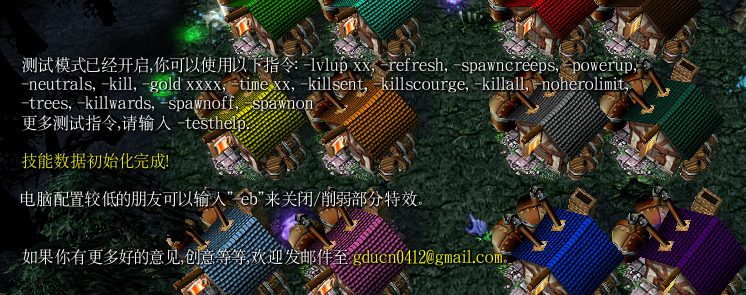 测试模式已经开启,你可以使用以下指令: -lvlup xx, -refresh, -spawncreeps, -powerup,
-neutrals, -kill, -gold xxxx, -time xx, -killsent, -killscourge, -killall, -noherolimit,
-trees, -killwards, -spawnoff, -spawnon
更多测试指令,请输入 -testhelp.
技能数据初始化完成!
电脑配置较低的朋友可以输入"-eb"来关闭/削弱部分特效。
如果你有更多好的意见,创意等等,欢迎发邮件至 gducn0412@gmail.com。